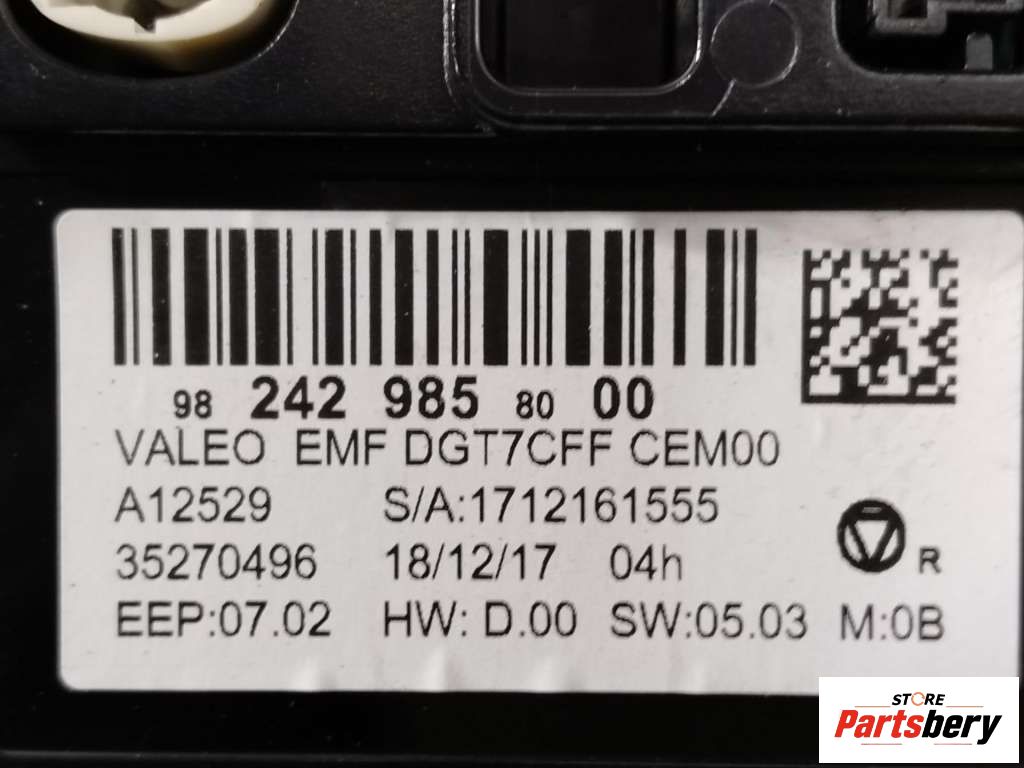 98 242 985 80 00
VALEO EMF DGT7CFF CEM00
A12529 S/A:1712161555
35270496 18/12/17 04h
R
EEP:07.02 HW: D.00 SW:05.03 M:0B
STORE
Partsbery